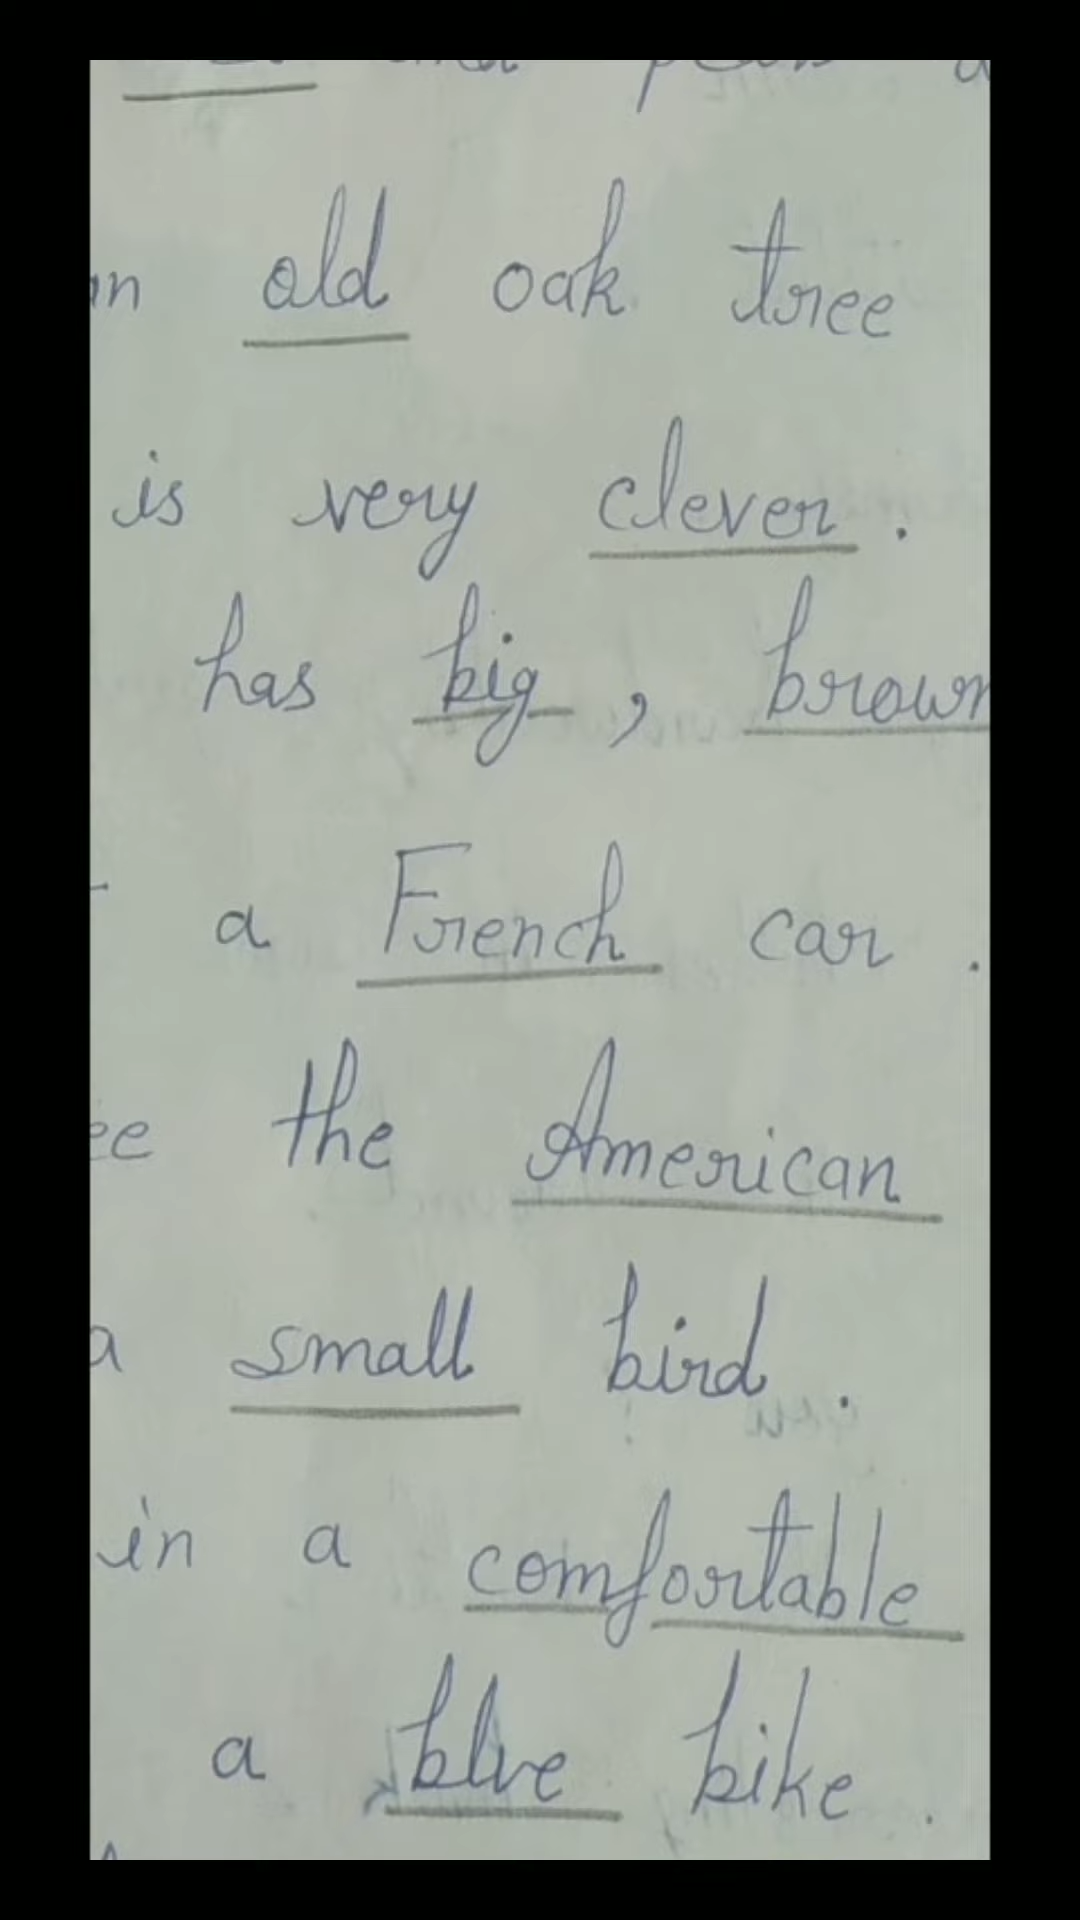 an old oak tree
is very clever.
has big, brown
a French car.
the American
a small bird.
in a comfortable
a blue bike.